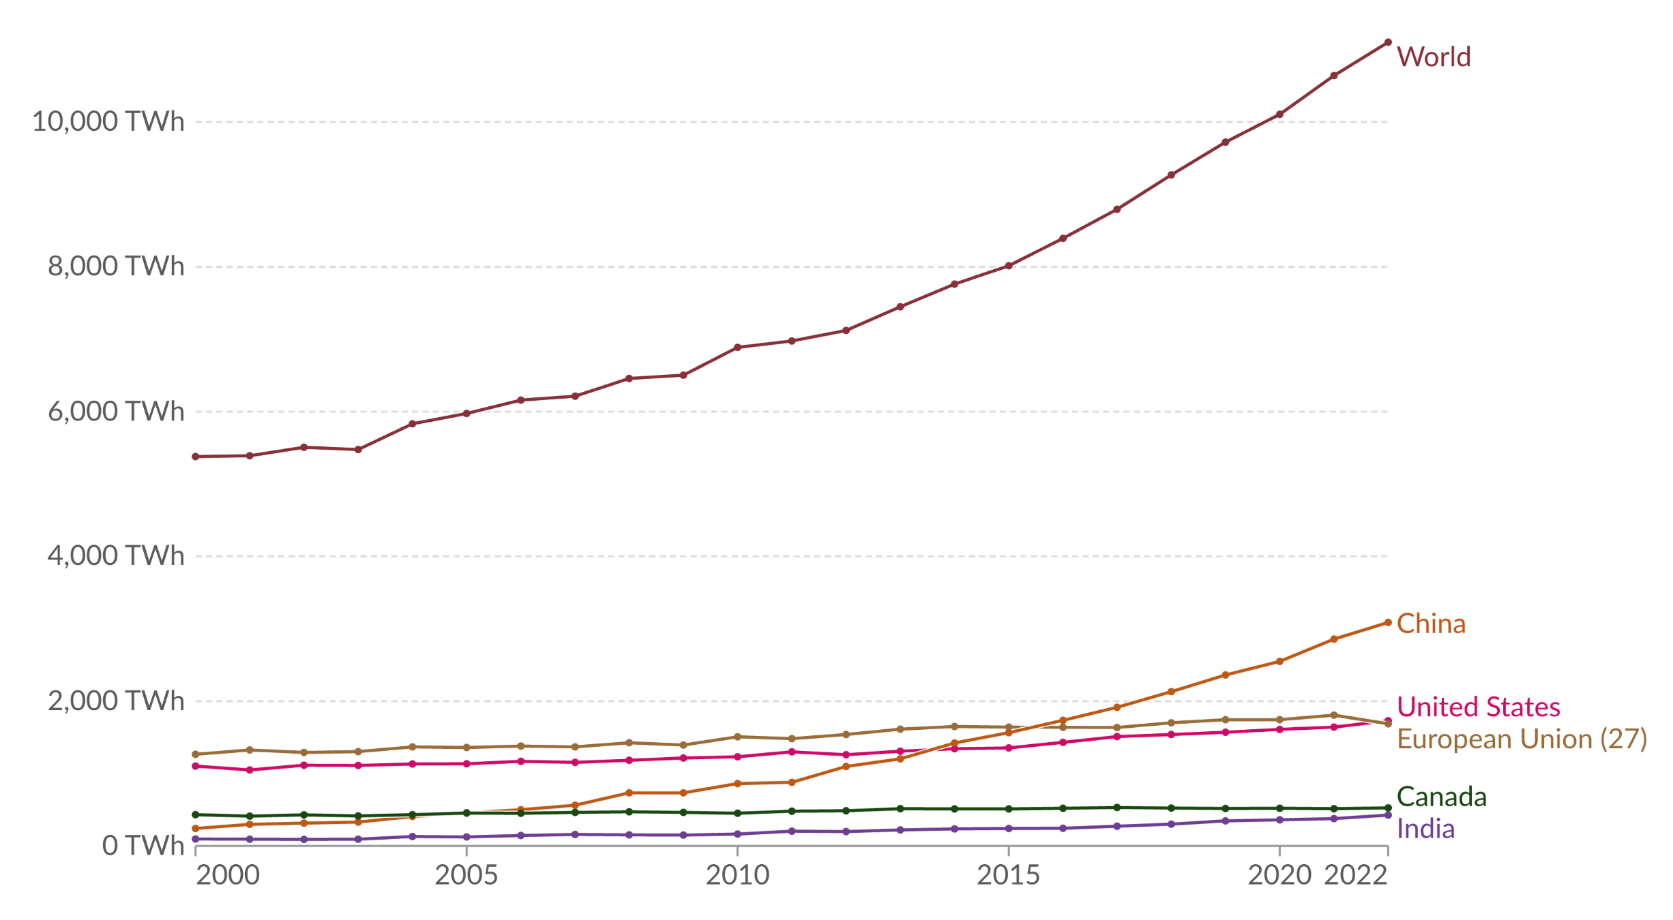 World
10,000 TWh
8,000 TWh
6,000 TWh
4,000 TWh
China
2,000 TWh
United States
European Union (27)
Canada
India
0 TWh
2000 2005 2010 2015 2020 2022